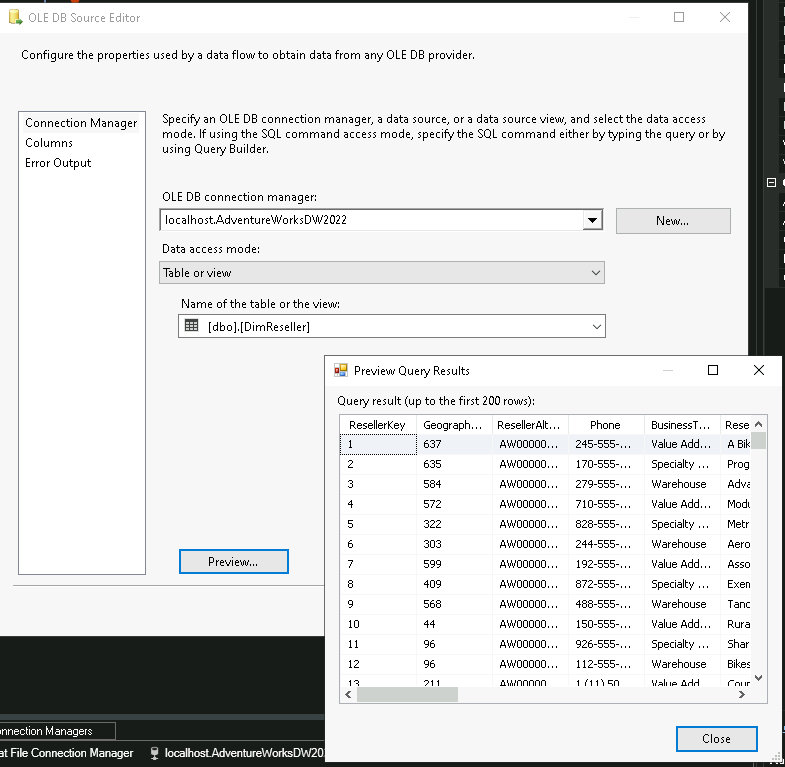 OLE DB Source Editor
Configure the properties used by a data flow to obtain data from any OLE DB provider.
Connection Manager
Columns
Error Output
Specify an OLE DB connection manager, a data source, or a data source view, and select the data access
mode. If using the SQL command access mode, specify the SQL command either by typing the query or by
using Query Builder.
OLE DB connection manager:
localhost.AdventureWorksDW2022
New...
Data access mode:
Table or view
Name of the table or the view:
[dbo].[DimReseller]
Preview...
Preview Query Results
Query result (up to the first 200 rows):
ResellerKey Geograph... ResellerAlt... Phone BusinessT... Rese
1 637 AW00000... 245-555-... Value Add... A Bik
2 635 AW00000... 170-555-... Specialty ... Prog
3 584 AW00000... 279-555-... Warehouse Adva
4 572 AW00000... 710-555-... Value Add... Modu
5 322 AW00000... 828-555-... Specialty ... Metr
6 303 AW00000... 244-555-... Warehouse Aero
7 599 AW00000... 192-555-... Value Add... Asso
8 409 AW00000... 872-555-... Specialty ... Exem
9 568 AW00000... 488-555-... Warehouse Tand
10 44 AW00000... 150-555-... Value Add... Rura
11 96 AW00000... 926-555-... Specialty ... Shar
12 96 AW00000... 112-555-... Warehouse Bikes
13 211 AW00000... 1 (11) 50... Value Add... Cour
Close
nnection Managers
at File Connection Manager
localhost.AdventureWorksDW20